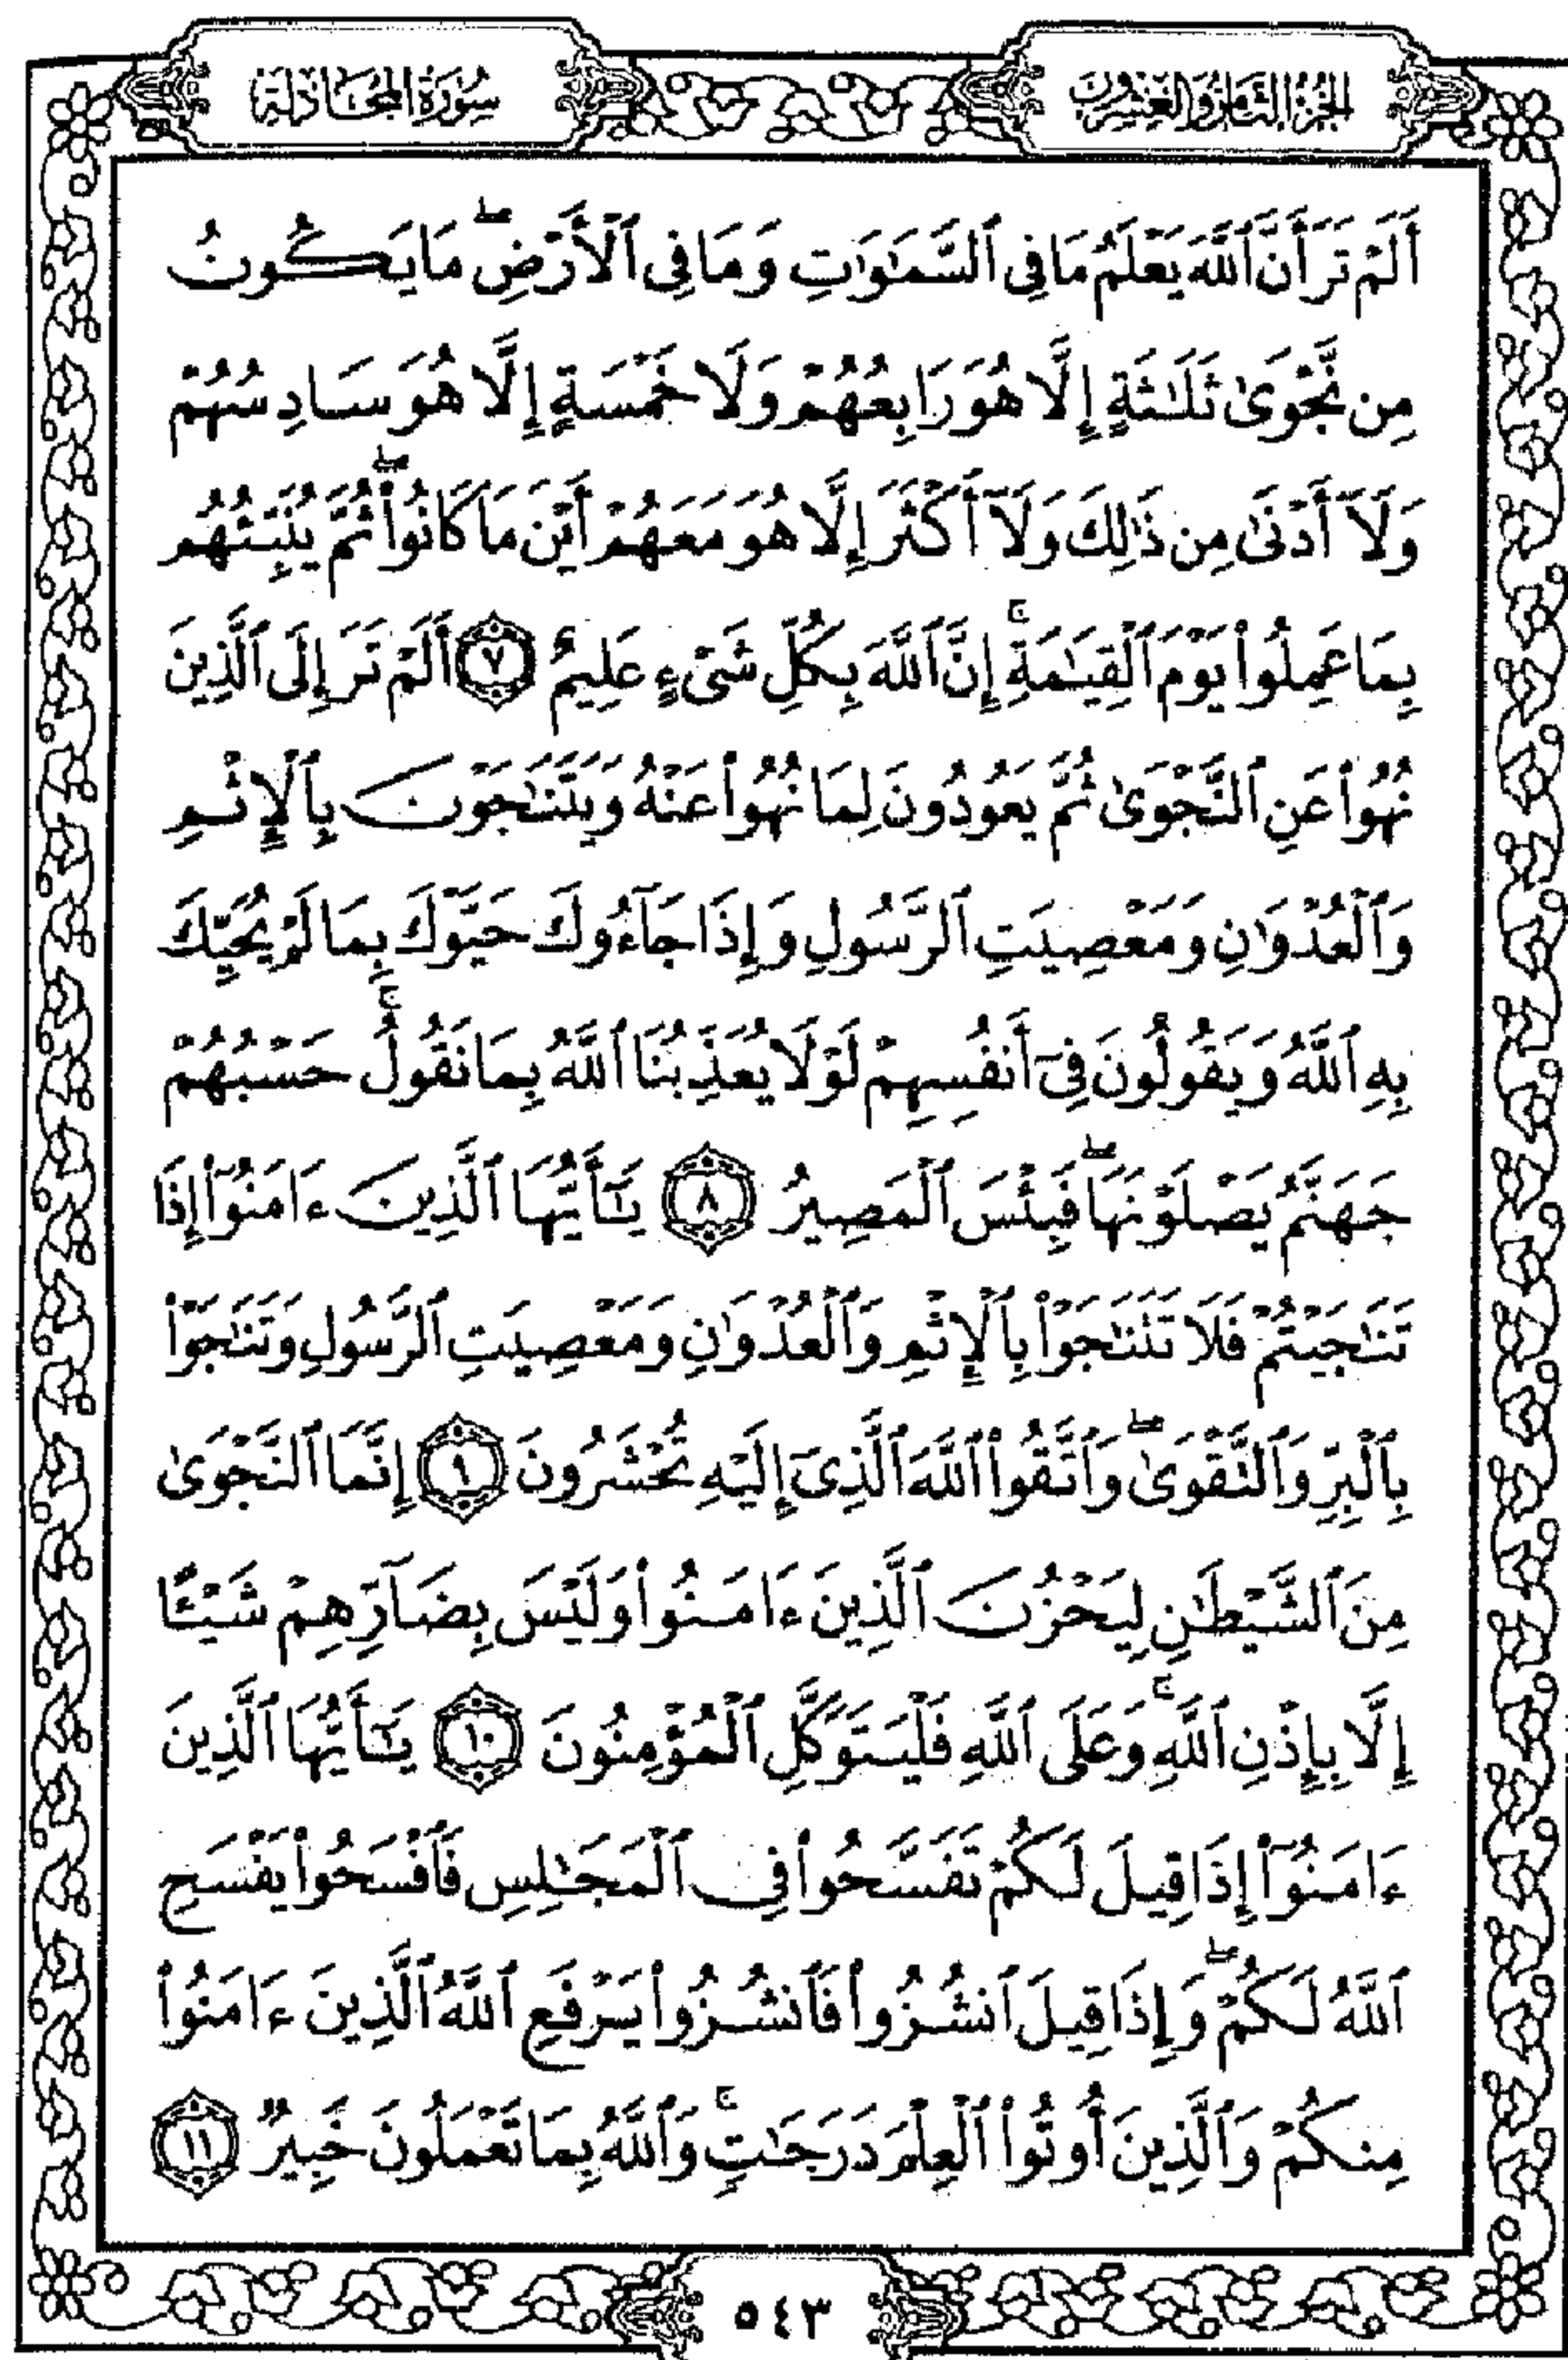 الجزء الثامن والعشرون
سورة المجادلة
أَلَمْ تَرَ أَنَّ ٱللَّهَ يَعْلَمُ مَا فِى ٱلسَّمَٰوَٰتِ وَمَا فِى ٱلْأَرْضِ ۖ مَا يَكُونُ
مِن نَّجْوَىٰ ثَلَٰثَةٍ إِلَّا هُوَ رَابِعُهُمْ وَلَا خَمْسَةٍ إِلَّا هُوَ سَادِسُهُمْ
وَلَآ أَدْنَىٰ مِن ذَٰلِكَ وَلَآ أَكْثَرَ إِلَّا هُوَ مَعَهُمْ أَيْنَ مَا كَانُوا۟ ۖ ثُمَّ يُنَبِّئُهُم
بِمَا عَمِلُوا۟ يَوْمَ ٱلْقِيَٰمَةِ ۚ إِنَّ ٱللَّهَ بِكُلِّ شَىْءٍ عَلِيمٌ ٧ أَلَمْ تَرَ إِلَى ٱلَّذِينَ
نُهُوا۟ عَنِ ٱلنَّجْوَىٰ ثُمَّ يَعُودُونَ لِمَا نُهُوا۟ عَنْهُ وَيَتَنَٰجَوْنَ بِٱلْإِثْمِ
وَٱلْعُدْوَٰنِ وَمَعْصِيَتِ ٱلرَّسُولِ وَإِذَا جَآءُوكَ حَيَّوْكَ بِمَا لَمْ يُحَيِّكَ
بِهِ ٱللَّهُ وَيَقُولُونَ فِىٓ أَنفُسِهِمْ لَوْلَا يُعَذِّبُنَا ٱللَّهُ بِمَا نَقُولُ ۚ حَسْبُهُمْ
جَهَنَّمُ يَصْلَوْنَهَا ۖ فَبِئْسَ ٱلْمَصِيرُ ٨ يَٰٓأَيُّهَا ٱلَّذِينَ ءَامَنُوٓا۟ إِذَا
تَنَٰجَيْتُمْ فَلَا تَتَنَٰجَوْا۟ بِٱلْإِثْمِ وَٱلْعُدْوَٰنِ وَمَعْصِيَتِ ٱلرَّسُولِ وَتَنَٰجَوْا۟
بِٱلْبِرِّ وَٱلتَّقْوَىٰ ۖ وَٱتَّقُوا۟ ٱللَّهَ ٱلَّذِىٓ إِلَيْهِ تُحْشَرُونَ ٩ إِنَّمَا ٱلنَّجْوَىٰ
مِنَ ٱلشَّيْطَٰنِ لِيَحْزُنَ ٱلَّذِينَ ءَامَنُوا۟ وَلَيْسَ بِضَآرِّهِمْ شَيْـًٔا
إِلَّا بِإِذْنِ ٱللَّهِ ۚ وَعَلَى ٱللَّهِ فَلْيَتَوَكَّلِ ٱلْمُؤْمِنُونَ ١٠ يَٰٓأَيُّهَا ٱلَّذِينَ
ءَامَنُوٓا۟ إِذَا قِيلَ لَكُمْ تَفَسَّحُوا۟ فِى ٱلْمَجَٰلِسِ فَٱفْسَحُوا۟ يَفْسَحِ
ٱللَّهُ لَكُمْ ۖ وَإِذَا قِيلَ ٱنشُزُوا۟ فَٱنشُزُوا۟ يَرْفَعِ ٱللَّهُ ٱلَّذِينَ ءَامَنُوا۟
مِنكُمْ وَٱلَّذِينَ أُوتُوا۟ ٱلْعِلْمَ دَرَجَٰتٍ ۚ وَٱللَّهُ بِمَا تَعْمَلُونَ خَبِيرٌ ١١
٥٤٣